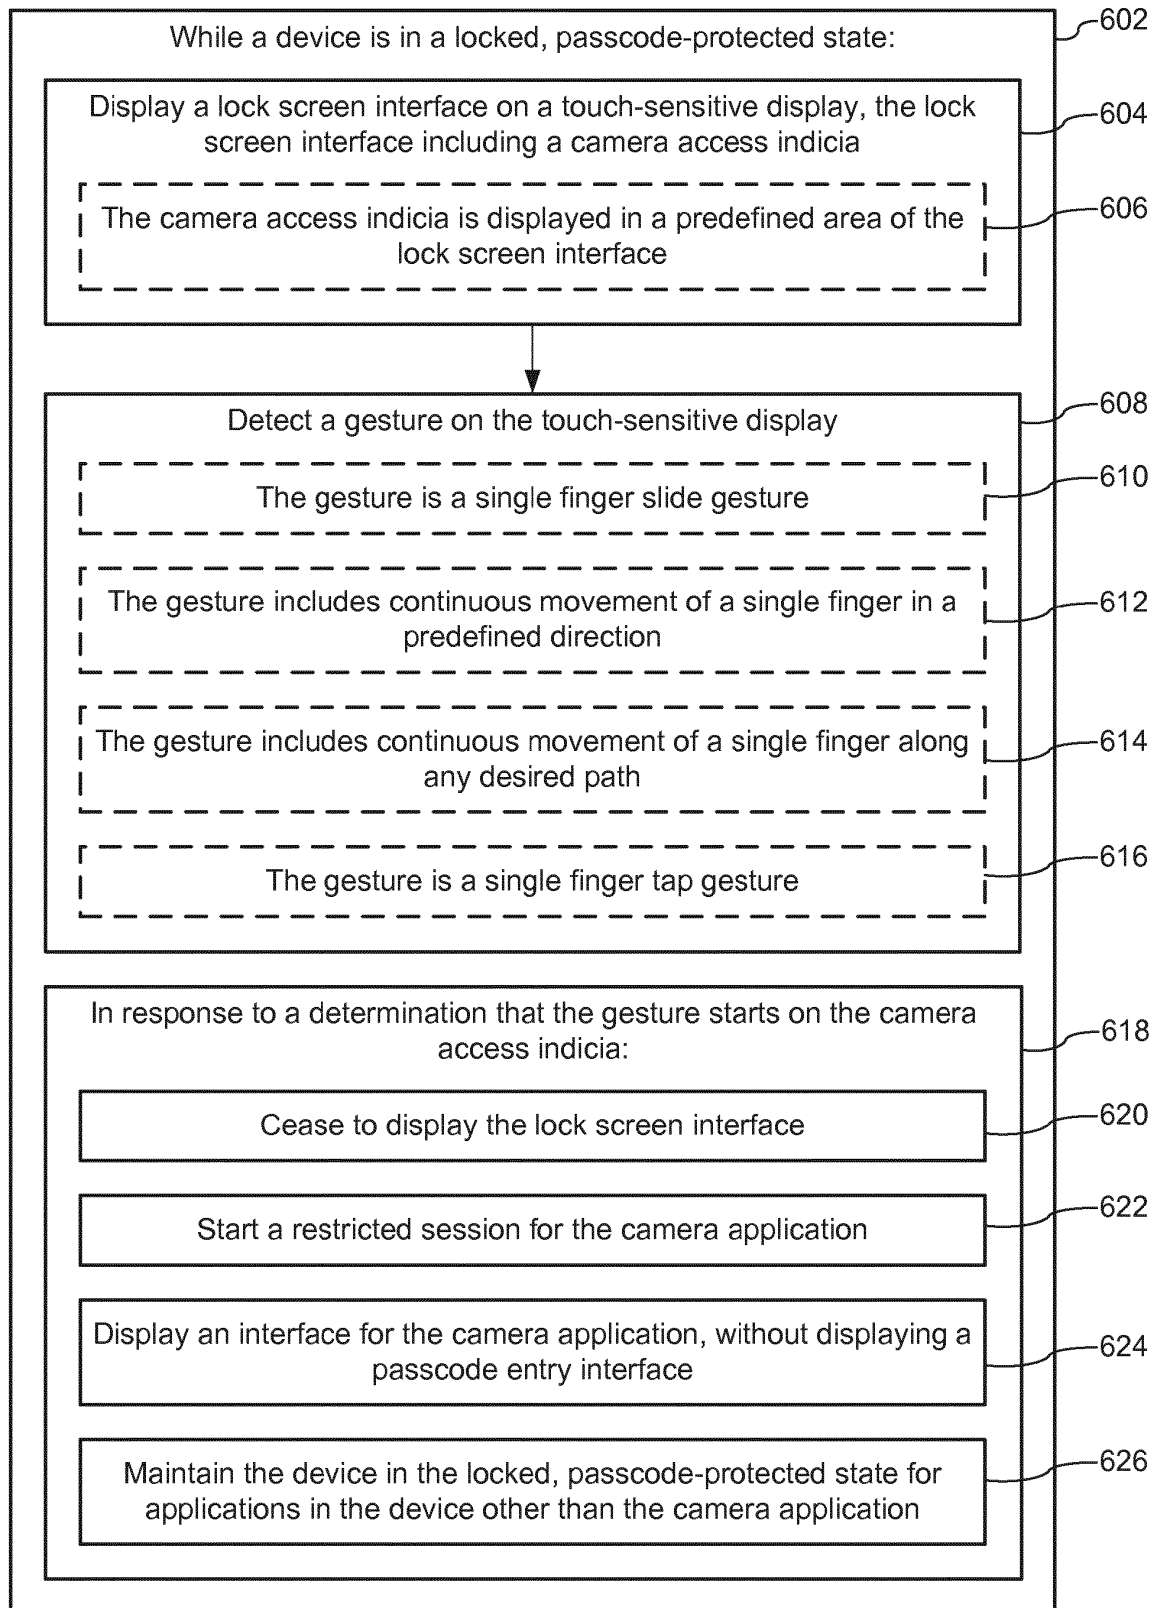 While a device is in a locked, passcode-protected state:
602
Display a lock screen interface on a touch-sensitive display, the lock
screen interface including a camera access indicia
604
The camera access indicia is displayed in a predefined area of the
lock screen interface
606
Detect a gesture on the touch-sensitive display
608
The gesture is a single finger slide gesture
610
The gesture includes continuous movement of a single finger in a
predefined direction
612
The gesture includes continuous movement of a single finger along
any desired path
614
The gesture is a single finger tap gesture
616
In response to a determination that the gesture starts on the camera
access indicia:
618
Cease to display the lock screen interface
620
Start a restricted session for the camera application
622
Display an interface for the camera application, without displaying a
passcode entry interface
624
Maintain the device in the locked, passcode-protected state for
applications in the device other than the camera application
626